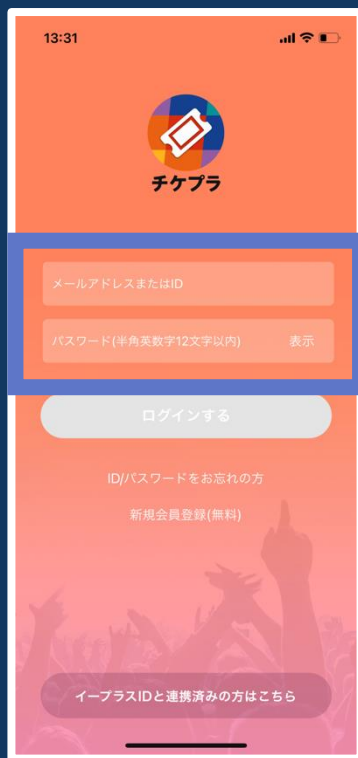 13:31
チケプラ
メールアドレスまたはID
パスワード(半角英数字12文字以内) 表示
ログインする
ID/パスワードをお忘れの方
新規会員登録(無料)
イープラスIDと連携済みの方はこちら